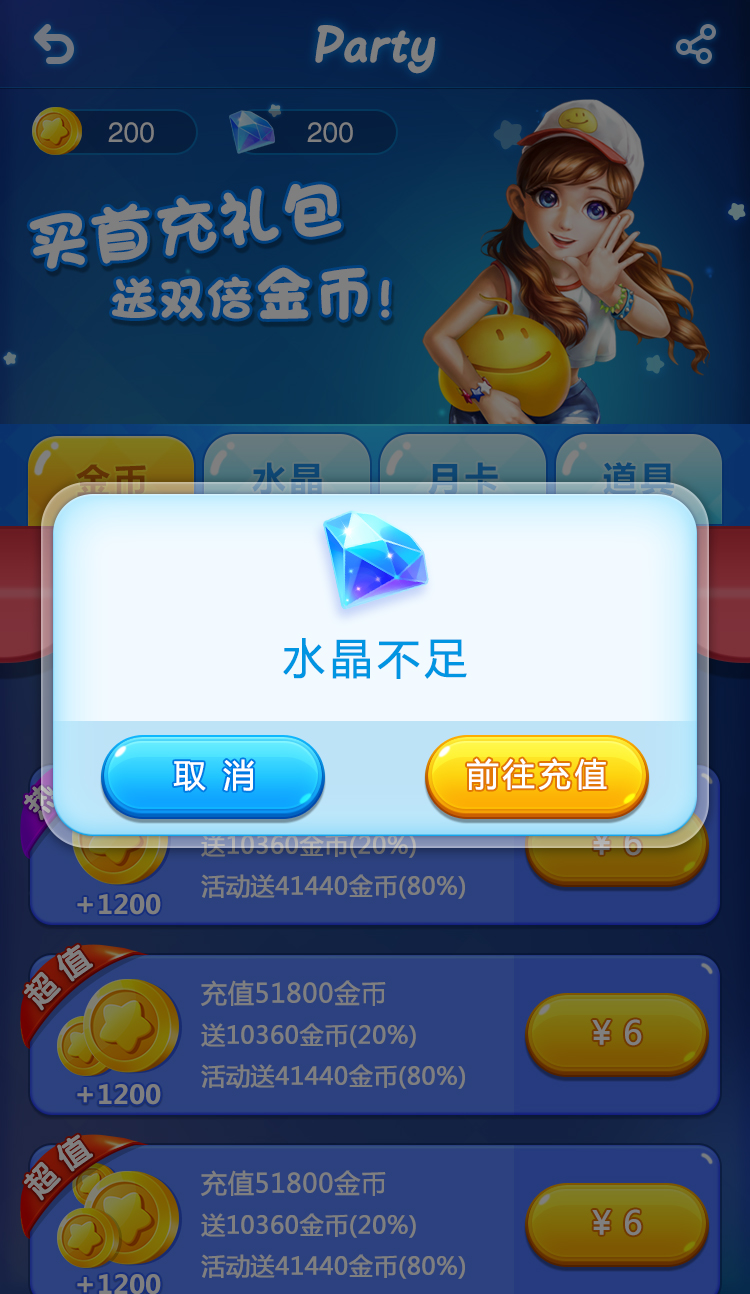 Party
200 200
买首充礼包
送双倍金币!
金币 水晶 月卡 道具
水晶不足
取 消 前往充值
热
送10360金币(20%)
¥ 6
活动送41440金币(80%)
+1200
超值
充值51800金币
送10360金币(20%)
¥ 6
活动送41440金币(80%)
+1200
超值
充值51800金币
送10360金币(20%)
¥ 6
活动送41440金币(80%)
+1200